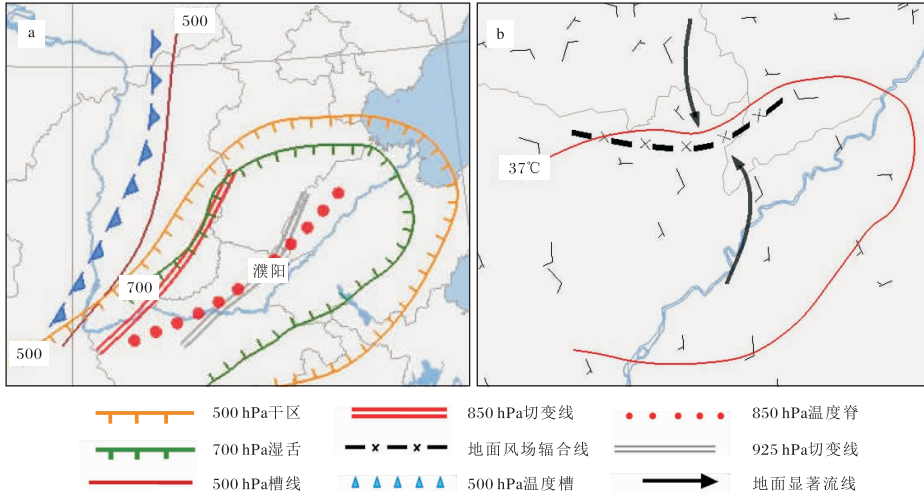 a
500
濮阳
700
500
b
37℃
500 hPa干区
850 hPa切变线
850 hPa温度脊
700 hPa湿舌
地面风场辐合线
925 hPa切变线
500 hPa槽线
500 hPa温度槽
地面显著流线